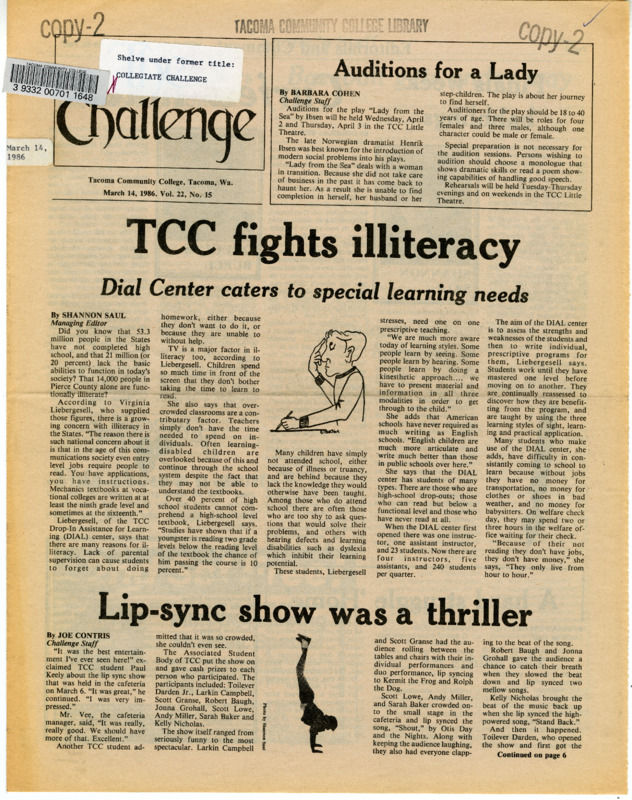 copy-2
TACOMA COMMUNITY COLLEGE LIBRARY
copy-2
Shelve under former title:
COLLEGIATE CHALLENGE
3 9332 00701 1648
March 14,
1986
Challenge
Tacoma Community College, Tacoma, Wa.
March 14, 1986. Vol. 22, No. 15
Auditions for a Lady
By BARBARA COHEN
Challenge Staff
Auditions for the play "Lady from the
Sea" by Ibsen will be held Wednesday, April
2 and Thursday, April 3 in the TCC Little
Theatre.
The late Norwegian dramatist Henrik
Ibsen was best known for the introduction of
modern social problems into his plays.
"Lady from the Sea" deals with a woman
in transition. Because she did not take care
of business in the past it has come back to
haunt her. As a result she is unable to find
completion in herself, her husband or her
step-children. The play is about her journey
to find herself.
Auditioners for the play should be 18 to 40
years of age. There will be roles for four
females and three males, although one
character could be male or female.
Special preparation is not necessary for
the audition sessions. Persons wishing to
audition should choose a monologue that
shows dramatic skills or read a poem show-
ing capabilities of handling good speech.
Rehearsals will be held Tuesday-Thursday
evenings and on weekends in the TCC Little
Theatre.
TCC fights illiteracy
Dial Center caters to special learning needs
By SHANNON SAUL
Managing Editor
Did you know that 53.3
million people in the States
have not completed high
school, and that 21 million (or
20 percent) lack the basic
abilities to function in today's
society? That 14,000 people in
Pierce County alone are func-
tionally illiterate?
According to Virginia
Liebergesell, who supplied
those figures, there is a grow-
ing concern with illiteracy in
the States. "The reason there is
such national concern about it
is that in the age of this com-
munications society even entry
level jobs require people to
read. You have applications,
you have instructions.
Mechanics textbooks at voca-
tional colleges are written at at
least the ninth grade level and
sometimes at the sixteenth."
Liebergesell, of the TCC
Drop-In Assistance for Learn-
ing (DIAL) center, says that
there are many reasons for il-
literacy. Lack of parental
supervision can cause students
to forget about doing
homework, either because
they don't want to do it, or
because they are unable to
without help.
TV is a major factor in il-
literacy too, according to
Liebergesell. Children spend
so much time in front of the
screen that they don't bother
taking the time to learn to
read.
She also says that over-
crowded classrooms are a con-
tributary factor. Teachers
simply don't have the time
needed to spend on in-
dividuals. Often learning-
disabled children are
overlooked because of this and
continue through the school
system despite the fact that
they may not be able to
understand the textbooks.
Over 40 percent of high
school students cannot com-
prehend a high-school level
textbook, Liebergesell says.
"Studies have shown that if a
youngster is reading two grade
levels below the reading level
of the textbook the chance of
him passing the course is 10
percent."
Many children have simply
not attended school, either
because of illness or truancy,
and are behind because they
lack the knowledge they would
otherwise have been taught.
Among those who do attend
school there are often those
who are too shy to ask ques-
tions that would solve their
problems, and others with
hearing defects and learning
disabilities such as dyslexia
which inhibit their learning
potential.
These students, Liebergesell
stresses, need one on one
prescriptive teaching.
"We are much more aware
today of learning styles. Some
people learn by seeing. Some
people learn by hearing. Some
people learn by doing a
kinesthetic approach.... we
have to present material and
information in all three
modalities in order to get
through to the child."
She adds that American
schools have never required as
much writing as English
schools. "English children are
much more articulate and
write much better than those
in public schools over here."
She says that the DIAL
center has students of many
types. There are those who are
high-school drop-outs; those
who can read but below a
functional level and those who
have never read at all.
When the DIAL center first
opened there was one instruc-
tor, one assistant instructor,
and 23 students. Now there are
four instructors, five
assistants, and 240 students
per quarter.
The aim of the DIAL center
is to assess the strengths and
weaknesses of the students and
then to write individual,
prescriptive programs for
them, Liebergesell says.
Students work until they have
mastered one level before
moving on to another. They
are continually reassessed to
discover how they are benefit-
ing from the program, and
are taught by using the three
learning styles of sight, learn-
ing and practical application.
Many students who make
use of the DIAL center, she
adds, have difficulty in con-
stantly coming to school to
learn because without jobs
they have no money for
transportation, no money for
clothes or shoes in bad
weather, and no money for
babysitters. On welfare check
day, they may spend two or
three hours in the welfare of-
fice waiting for their check.
"Because of their not
reading they don't have jobs,
they don't have money," she
says, "They only live from
hour to hour."
Lip-sync show was a thriller
By JOE CONTRIS
Challenge Staff
"It was the best entertain-
ment I've ever seen here!" ex-
claimed TCC student Paul
Keely about the lip sync show
that was held in the cafeteria
on March 6. "It was great," he
continued. "I was very im-
pressed."
Mr. Vee, the cafeteria
manager, said, "It was really,
really good. We should have
more of that. Excellent."
Another TCC student ad-
mitted that it was so crowded,
she couldn't even see.
The Associated Student
Body of TCC put the show on
and gave cash prizes to each
person who participated. The
participants included: Toilever
Darden Jr., Larkin Campbell,
Scott Granse, Robert Baugh,
Jonna Grohall, Scott Lowe,
Andy Miller, Sarah Baker and
Kelly Nicholas.
The show itself ranged from
seriously funny to the most
spectacular. Larkin Campbell
and Scott Granse had the au-
dience rolling between the
tables and chairs with their in-
dividual performances and
duo performance, lip syncing
to Kermit the Frog and Rolph
the Dog.
Scott Lowe, Andy Miller,
and Sarah Baker crowded on-
to the small stage in the
cafeteria and lip synced the
song, "Shout," by Otis Day
and the Nights. Along with
keeping the audience laughing,
they also had everyone clapp-
ing to the beat of the song.
Robert Baugh and Jonna
Grohall gave the audience a
chance to catch their breath
when they slowed the beat
down and lip synced two
mellow songs.
Kelly Nicholas brought the
beat of the music back up
when she lip synced the high-
powered song, "Stand Back."
And then it happened.
Toilever Darden, who opened
the show and first got the
Continued on page 6